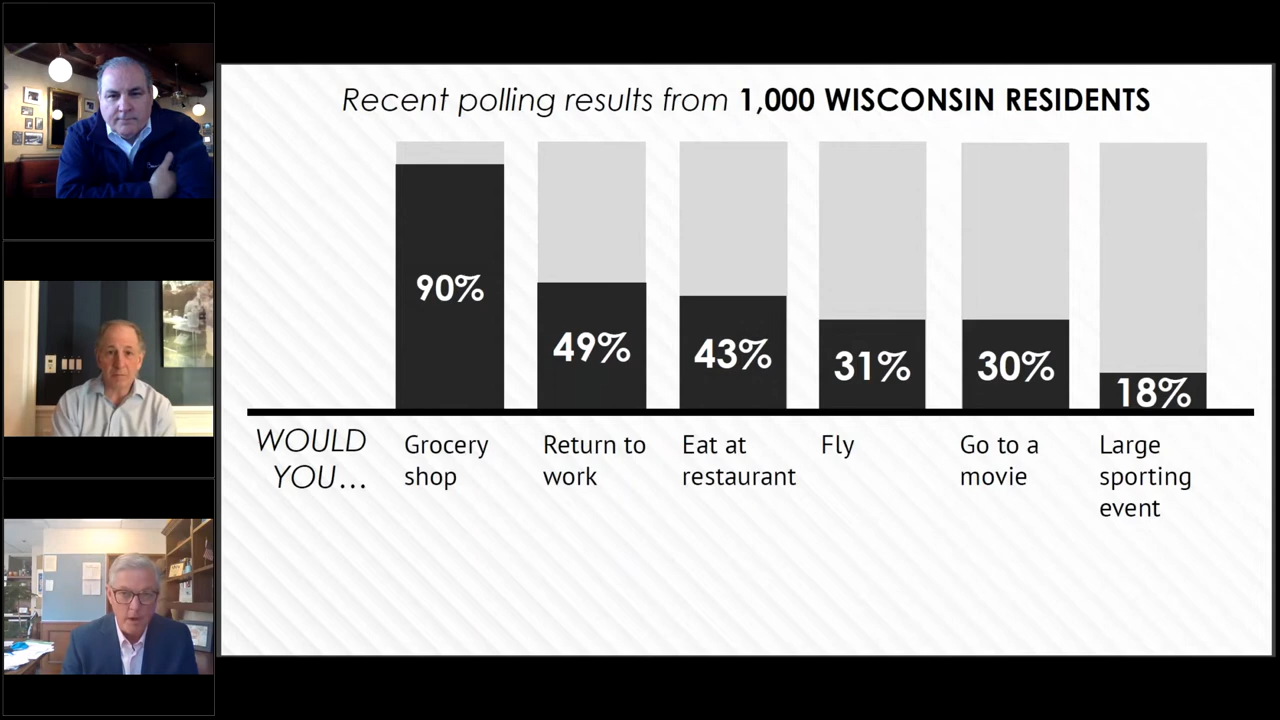 Recent polling results from 1,000 WISCONSIN RESIDENTS
90%
49%
43%
31%
30%
18%
WOULD
YOU...
Grocery
shop
Return to
work
Eat at
restaurant
Fly
Go to a
movie
Large
sporting
event